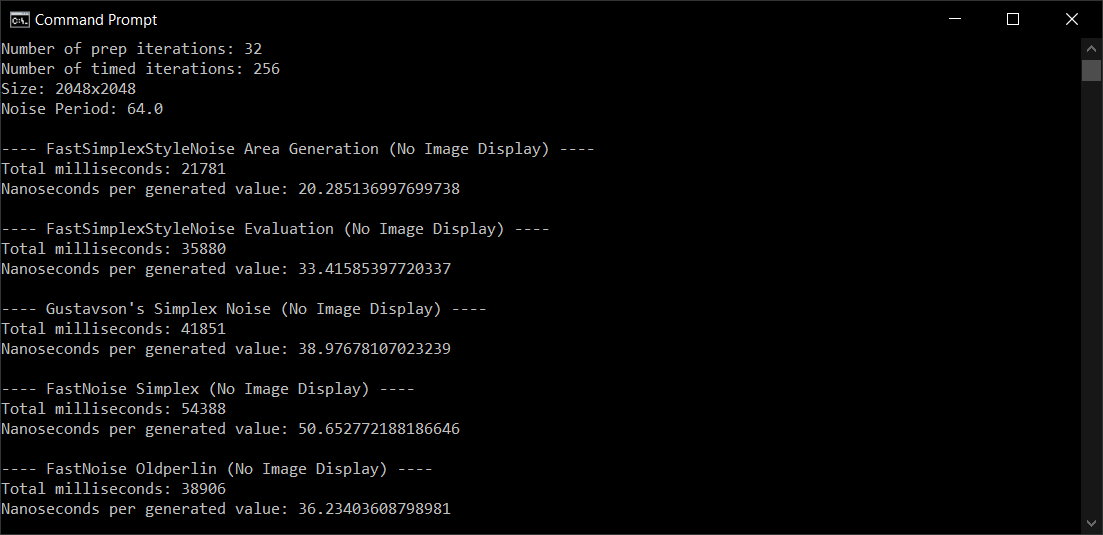 Command Prompt
Number of prep iterations: 32
Number of timed iterations: 256
Size: 2048x2048
Noise Period: 64.0
---- FastSimplexStyleNoise Area Generation (No Image Display) ----
Total milliseconds: 21781
Nanoseconds per generated value: 20.285136997699738
---- FastSimplexStyleNoise Evaluation (No Image Display) ----
Total milliseconds: 35880
Nanoseconds per generated value: 33.41585397720337
---- Gustavson's Simplex Noise (No Image Display) ----
Total milliseconds: 41851
Nanoseconds per generated value: 38.97678107023239
---- FastNoise Simplex (No Image Display) ----
Total milliseconds: 54388
Nanoseconds per generated value: 50.652772188186646
---- FastNoise Oldperlin (No Image Display) ----
Total milliseconds: 38906
Nanoseconds per generated value: 36.23403608798981